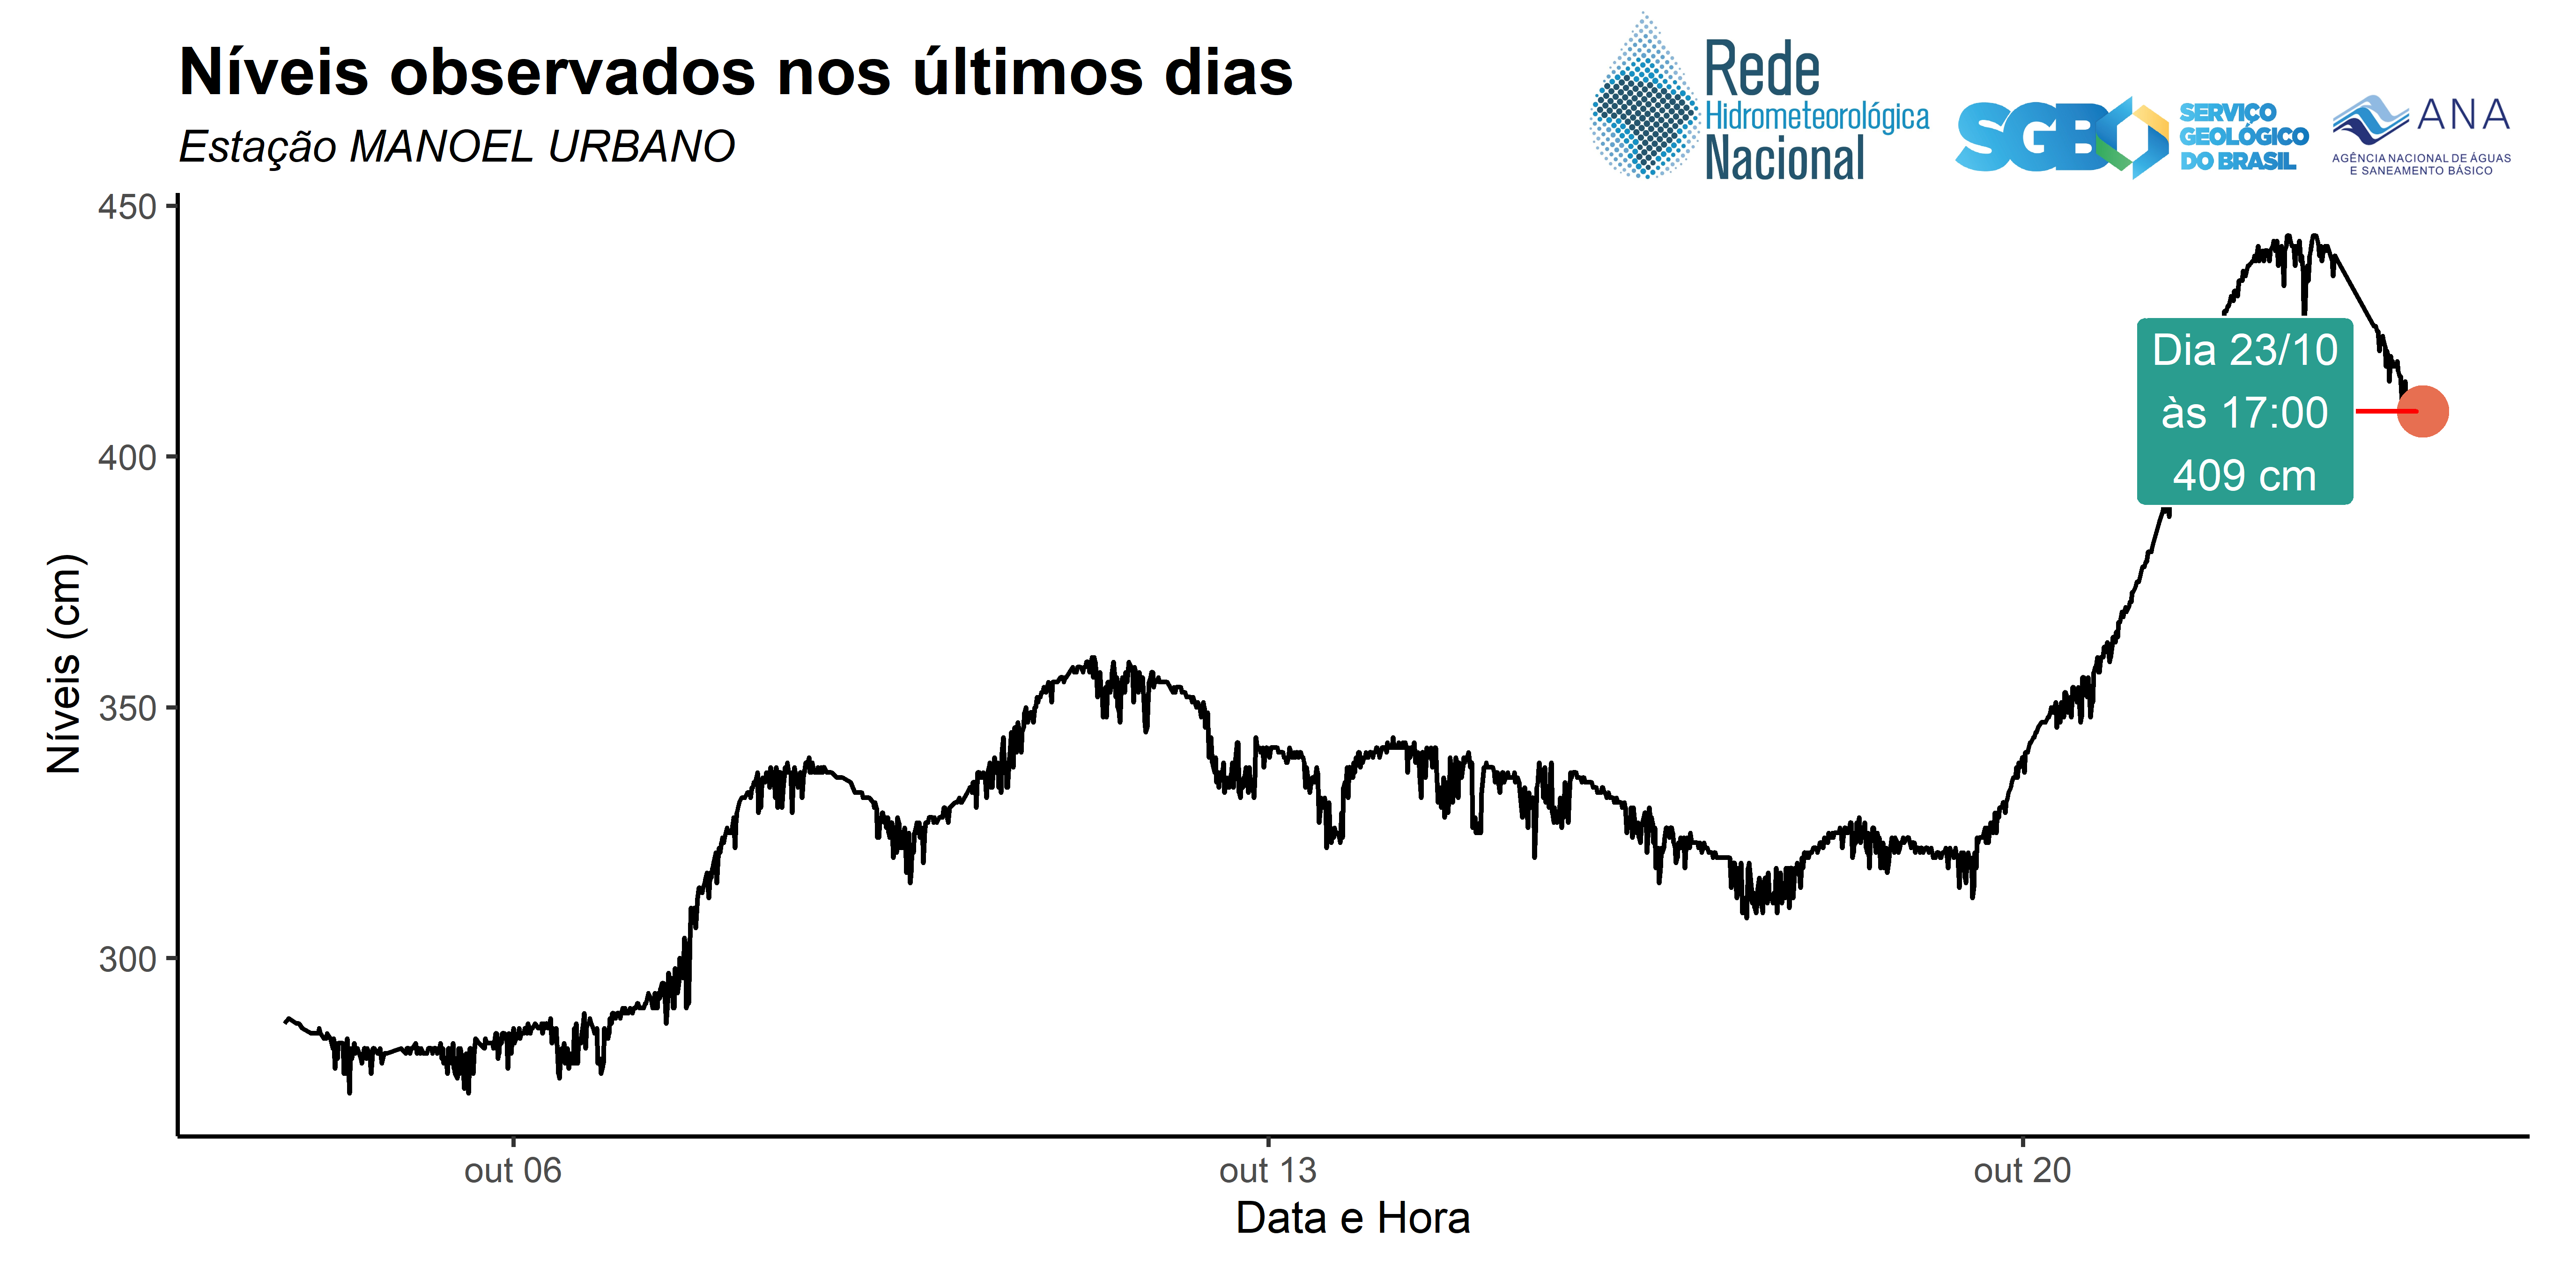 Níveis observados nos últimos dias
Estação MANOEL URBANO
Rede
Hidrometeorológica
Nacional
SGB
SERVIÇO
GEOLÓGICO
DO BRASIL
ANA
AGÊNCIA NACIONAL DE ÁGUAS
E SANEAMENTO BÁSICO
450
400
350
300
Níveis (cm)
Dia 23/10
às 17:00
409 cm
out 06
out 13
out 20
Data e Hora